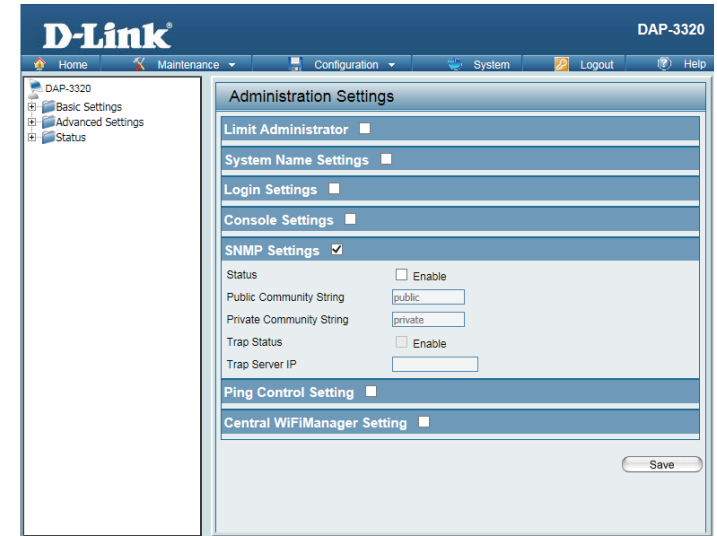 D-Link®
DAP-3320
Home Maintenance Configuration System Logout Help
DAP-3320
Basic Settings
Advanced Settings
Status
Administration Settings
Limit Administrator
System Name Settings
Login Settings
Console Settings
SNMP Settings
Status Enable
Public Community String public
Private Community String private
Trap Status Enable
Trap Server IP
Ping Control Setting
Central WiFiManager Setting
Save